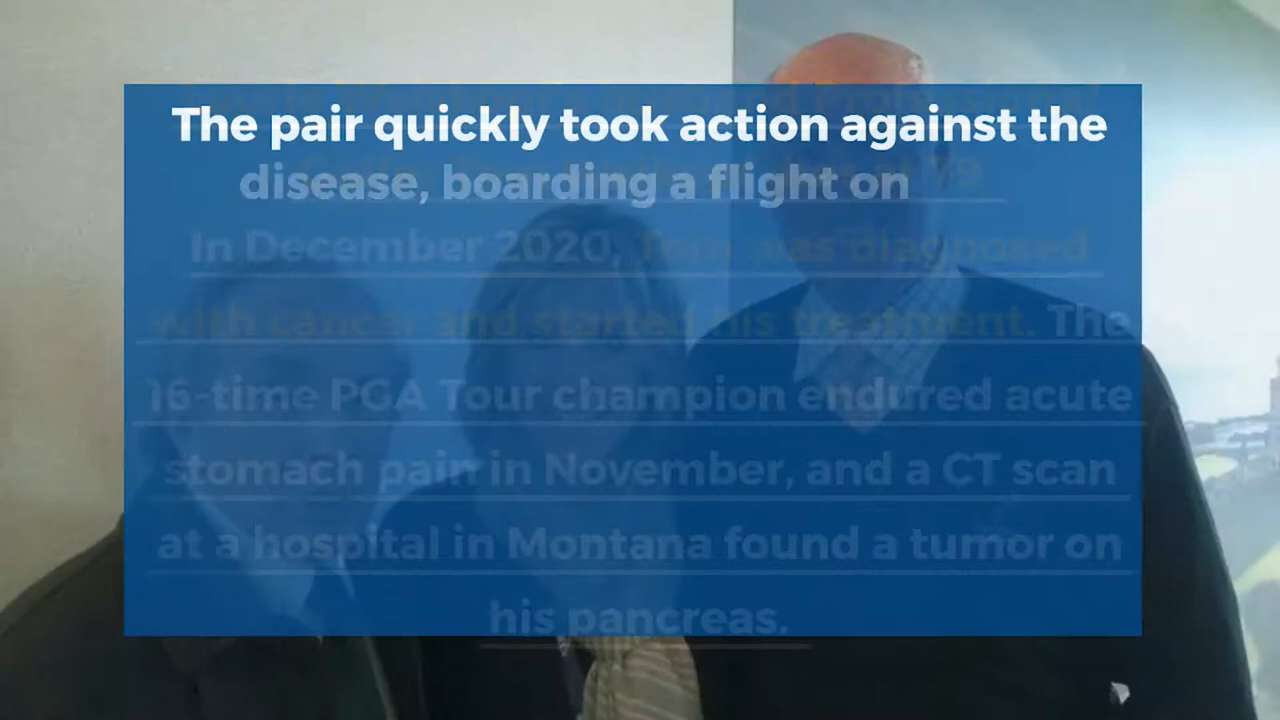 The pair quickly took action against the
disease, boarding a flight on
In December 2020, was diagnosed
with cancer and started his treatment. The
16-time PGA Tour champion endured acute
stomach pain in November, and a CT scan
at a hospital in Montana found a tumor on
his pancreas.